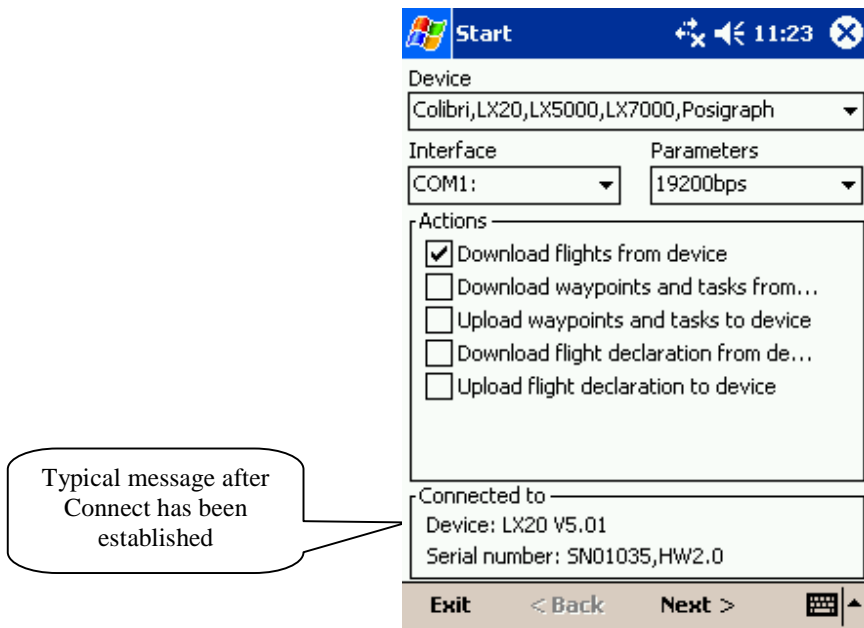 Start 11:23
Device
Colibri,LX20,LX5000,LX7000,Posigraph
Interface Parameters
COM1: 19200bps
Actions
Download flights from device
Download waypoints and tasks from...
Upload waypoints and tasks to device
Download flight declaration from de...
Upload flight declaration to device
Typical message after
Connect has been
established
Connected to
Device: LX20 V5.01
Serial number: SN01035,HW2.0
Exit < Back Next >